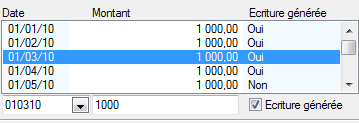 Date Montant Ecriture générée
01/01/10 1 000,00 Oui
01/02/10 1 000,00 Oui
01/03/10 1 000,00 Oui
01/04/10 1 000,00 Oui
01/05/10 1 000,00 Non
010310 1000 Ecriture générée